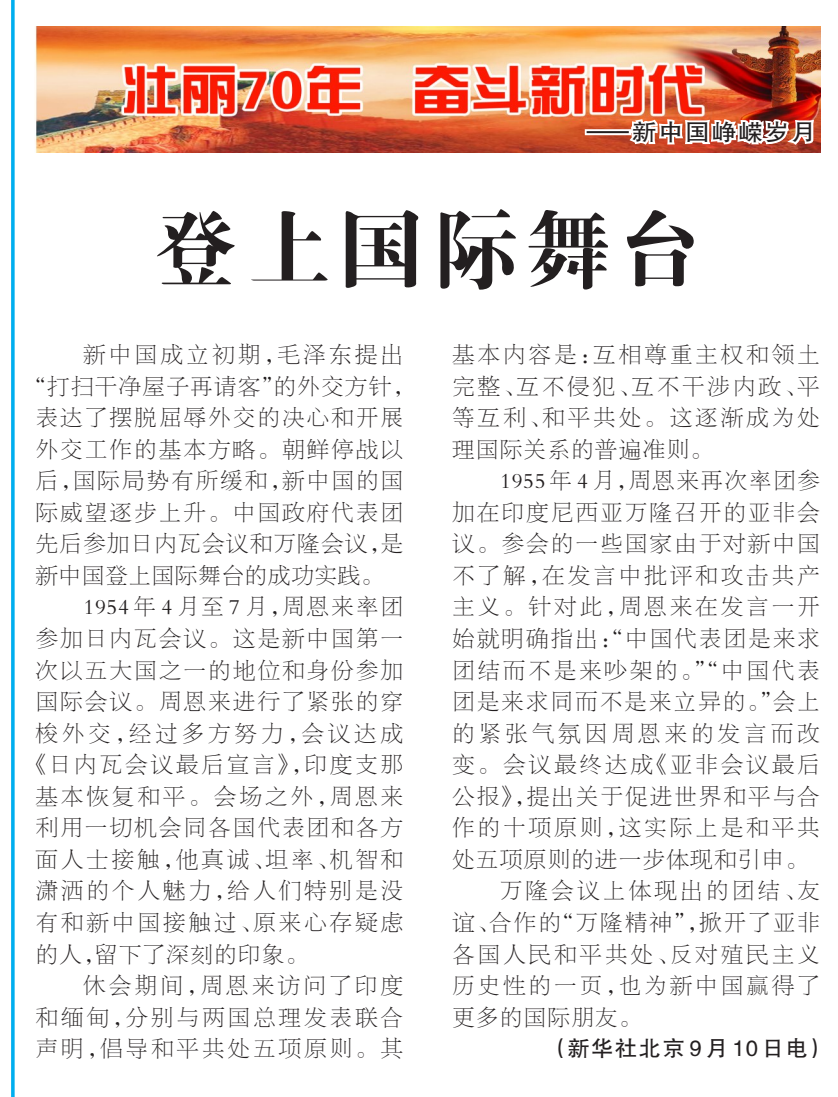 壮丽70年 奋斗新时代
——新中国峥嵘岁月
登上国际舞台
新中国成立初期,毛泽东提出
“打扫干净屋子再请客”的外交方针,
表达了摆脱屈辱外交的决心和开展
外交工作的基本方略。朝鲜停战以
后,国际局势有所缓和,新中国的国
际威望逐步上升。中国政府代表团
先后参加日内瓦会议和万隆会议,是
新中国登上国际舞台的成功实践。
1954年4月至7月,周恩来率团
参加日内瓦会议。这是新中国第一
次以五大国之一的地位和身份参加
国际会议。周恩来进行了紧张的穿
梭外交,经过多方努力,会议达成
《日内瓦会议最后宣言》,印度支那
基本恢复和平。会场之外,周恩来
利用一切机会同各国代表团和各方
面人士接触,他真诚、坦率、机智和
潇洒的个人魅力,给人们特别是没
有和新中国接触过、原来心存疑虑
的人,留下了深刻的印象。
休会期间,周恩来访问了印度
和缅甸,分别与两国总理发表联合
声明,倡导和平共处五项原则。其
基本内容是:互相尊重主权和领土
完整、互不侵犯、互不干涉内政、平
等互利、和平共处。这逐渐成为处
理国际关系的普遍准则。
1955年4月,周恩来再次率团参
加在印度尼西亚万隆召开的亚非会
议。参会的一些国家由于对新中国
不了解,在发言中批评和攻击共产
主义。针对此,周恩来在发言一开
始就明确指出:“中国代表团是来求
团结而不是来吵架的。”“中国代表
团是来求同而不是来立异的。”会上
的紧张气氛因周恩来的发言而改
变。会议最终达成《亚非会议最后
公报》,提出关于促进世界和平与合
作的十项原则,这实际上是和平共
处五项原则的进一步体现和引申。
万隆会议上体现出的团结、友
谊、合作的“万隆精神”,掀开了亚非
各国人民和平共处、反对殖民主义
历史性的一页,也为新中国赢得了
更多的国际朋友。
(新华社北京9月10日电)